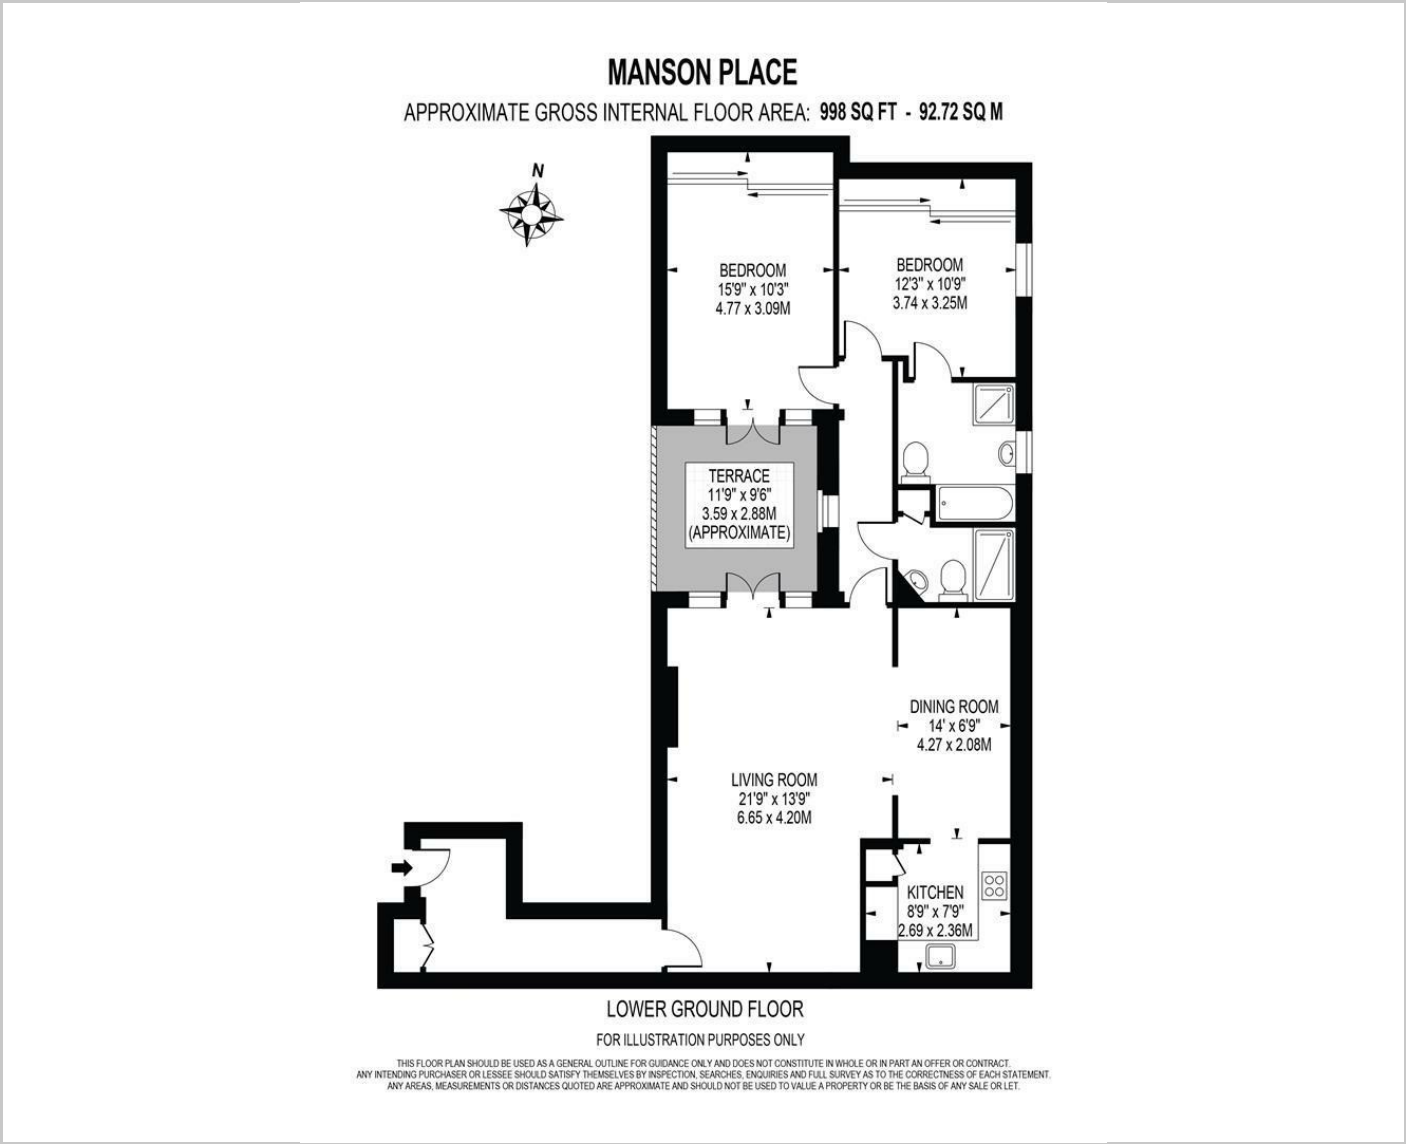 MANSON PLACE
APPROXIMATE GROSS INTERNAL FLOOR AREA: 998 SQ FT - 92.72 SQ M
N
BEDROOM
15'9" x 10'3"
4.77 x 3.09M
BEDROOM
12'3" x 10'9"
3.74 x 3.25M
TERRACE
11'9" x 9'6"
3.59 x 2.88M
(APPROXIMATE)
DINING ROOM
14' x 6'9"
4.27 x 2.08M
LIVING ROOM
21'9" x 13'9"
6.65 x 4.20M
KITCHEN
8'9" x 7'9"
2.69 x 2.36M
LOWER GROUND FLOOR
FOR ILLUSTRATION PURPOSES ONLY
THIS FLOOR PLAN SHOULD BE USED AS A GENERAL OUTLINE FOR GUIDANCE ONLY AND DOES NOT CONSTITUTE IN WHOLE OR IN PART AN OFFER OR CONTRACT.
ANY INTENDING PURCHASER OR LESSEE SHOULD SATISFY THEMSELVES BY INSPECTION, SEARCHES, ENQUIRIES AND FULL SURVEY AS TO THE CORRECTNESS OF EACH STATEMENT.
ANY AREAS, MEASUREMENTS OR DISTANCES QUOTED ARE APPROXIMATE AND SHOULD NOT BE USED TO VALUE A PROPERTY OR BE THE BASIS OF ANY SALE OR LET.